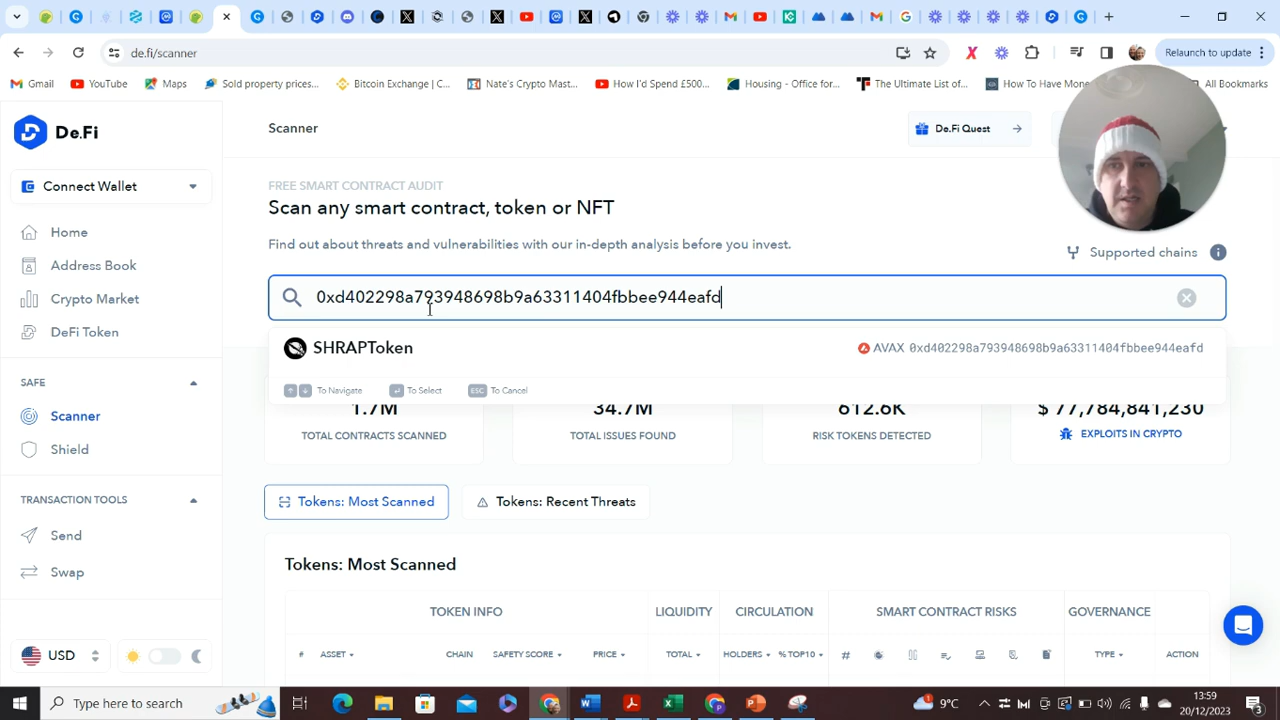 de.fi/scanner
Relaunch to update
Gmail
YouTube
Maps
Sold property prices...
Bitcoin Exchange | C...
Nate's Crypto Mast...
How I'd Spend £500...
Housing - Office for...
The Ultimate List of...
How To Have Mone
All Bookmarks
De.Fi
Scanner
De.Fi Quest
Connect Wallet
FREE SMART CONTRACT AUDIT
Scan any smart contract, token or NFT
Find out about threats and vulnerabilities with our in-depth analysis before you invest.
Supported chains
Home
Address Book
Crypto Market
DeFi Token
0xd402298a793948698b9a63311404fbbee944eafd
SHRAPToken
AVAX 0xd402298a793948698b9a63311404fbbee944eafd
To Navigate
To Select
ESC To Cancel
SAFE
Scanner
Shield
1.7M
TOTAL CONTRACTS SCANNED
34.7M
TOTAL ISSUES FOUND
612.6K
RISK TOKENS DETECTED
$ 77,784,841,230
EXPLOITS IN CRYPTO
TRANSACTION TOOLS
Send
Swap
Tokens: Most Scanned
Tokens: Recent Threats
Tokens: Most Scanned
TOKEN INFO
LIQUIDITY
CIRCULATION
SMART CONTRACT RISKS
GOVERNANCE
# ASSET
CHAIN
SAFETY SCORE
PRICE
TOTAL
HOLDERS
% TOP10
TYPE
ACTION
USD
Type here to search
9°C
13:59
20/12/2023